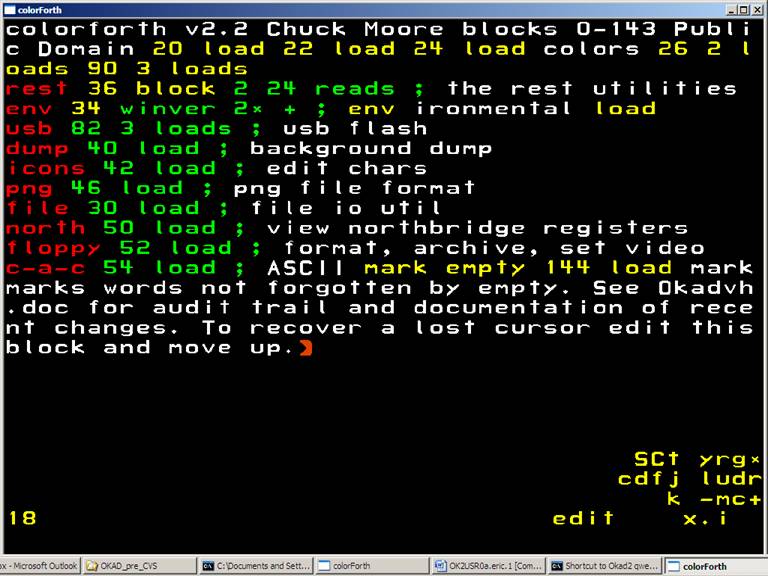 colorForth
colorforth v2.2 Chuck Moore blocks 0-143 Publi
c Domain 20 load 22 load 24 load colors 26 2 l
oads 90 3 loads
rest 36 block 2 24 reads ; the rest utilities
env 34 winver 2* + ; env ironmental load
usb 82 3 loads ; usb flash
dump 40 load ; background dump
icons 42 load ; edit chars
png 46 load ; png file format
file 30 load ; file io util
north 50 load ; view northbridge registers
floppy 52 load ; format, archive, set video
c-a-c 54 load ; ASCII mark empty 144 load mark
marks words not forgotten by empty. See Okadvh
.doc for audit trail and documentation of rece
nt changes. To recover a lost cursor edit this
block and move up.
SCt yrg*
cdfj ludr
k -mc+
18 edit x.i
ox - Microsoft Outlook OKAD_pre_CVS C:\Documents and Sett... colorForth OK2USR0a.eric.1 [Com... Shortcut to Okad2 qwe... colorForth